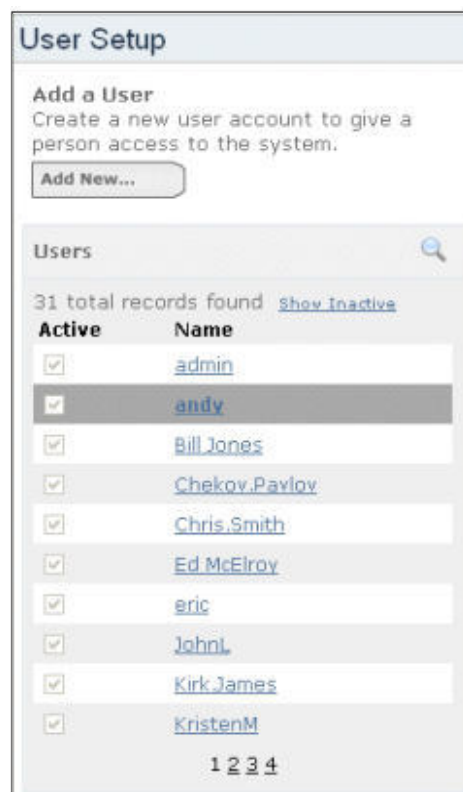 User Setup
Add a User
Create a new user account to give a
person access to the system.
Add New...
Users
31 total records found Show Inactive
Active Name
admin
andy
Bill Jones
Chekov.Pavlov
Chris.Smith
Ed McElroy
eric
JohnL
Kirk.James
KristenM
1 2 3 4